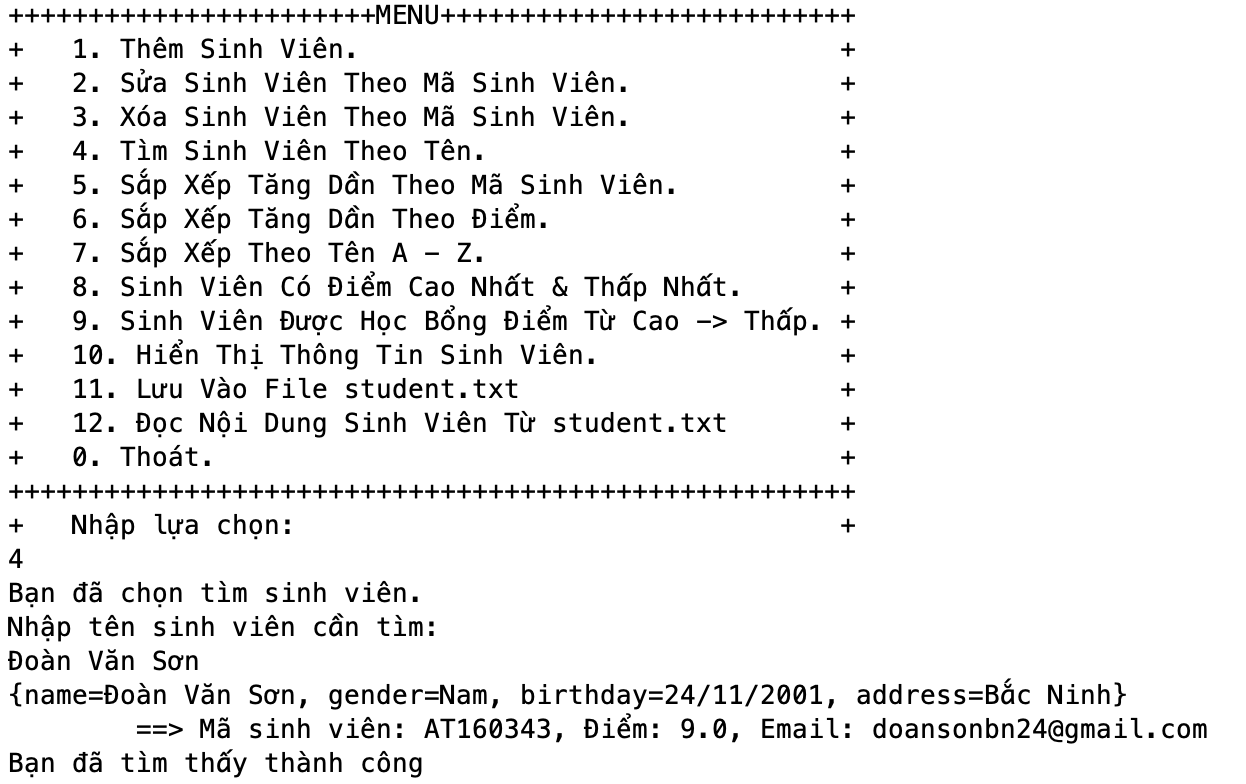 +++++++++++++++++++++++MENU++++++++++++++++++++++++++
+   1. Thêm Sinh Viên.                              +
+   2. Sửa Sinh Viên Theo Mã Sinh Viên.             +
+   3. Xóa Sinh Viên Theo Mã Sinh Viên.             +
+   4. Tìm Sinh Viên Theo Tên.                      +
+   5. Sắp Xếp Tăng Dần Theo Mã Sinh Viên.          +
+   6. Sắp Xếp Tăng Dần Theo Điểm.                  +
+   7. Sắp Xếp Theo Tên A - Z.                      +
+   8. Sinh Viên Có Điểm Cao Nhất & Thấp Nhất.      +
+   9. Sinh Viên Được Học Bổng Điểm Từ Cao -> Thấp. +
+   10. Hiển Thị Thông Tin Sinh Viên.               +
+   11. Lưu Vào File student.txt                    +
+   12. Đọc Nội Dung Sinh Viên Từ student.txt       +
+   0. Thoát.                                       +
+++++++++++++++++++++++++++++++++++++++++++++++++++++
+   Nhập lựa chọn:                                  +
4
Bạn đã chọn tìm sinh viên.
Nhập tên sinh viên cần tìm:
Đoàn Văn Sơn
{name=Đoàn Văn Sơn, gender=Nam, birthday=24/11/2001, address=Bắc Ninh}
        ==> Mã sinh viên: AT160343, Điểm: 9.0, Email: doansonbn24@gmail.com
Bạn đã tìm thấy thành công